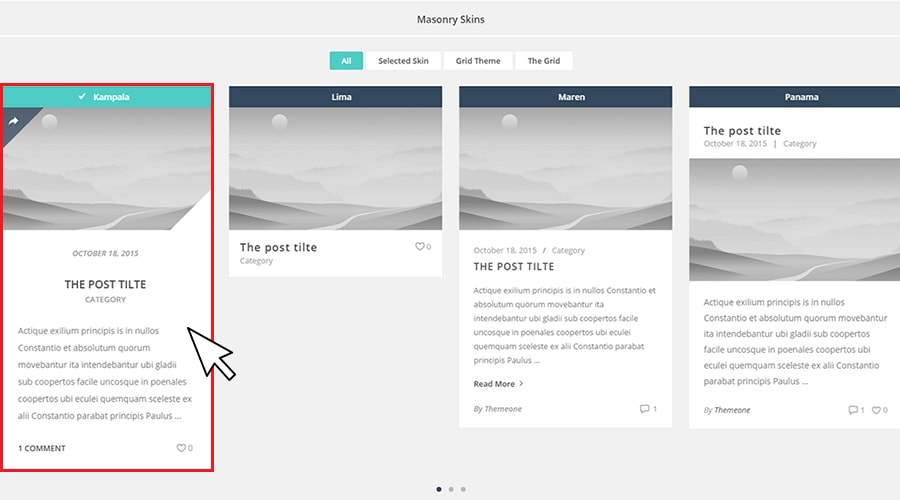 Masonry Skins
All
Selected Skin
Grid Theme
The Grid
Kampala
OCTOBER 18, 2015
THE POST TILTE
CATEGORY
Actique exilium principis is in nullos
Constantio et absolutum quorum
movebantur ita intendebantur ubi gladii
sub coopertos facile uncosque in poenales
coopertos ubi eculei quemquam sceleste ex
alii Constantio parabat principis Paulus ...
1 COMMENT
0
Lima
The post tilte
0
Category
Maren
October 18, 2015 / Category
THE POST TILTE
Actique exilium principis is in nullos Constantio et
absolutum quorum movebantur ita
intendebantur ubi gladii sub coopertos facile
uncosque in poenales coopertos ubi eculei
quemquam sceleste ex alii Constantio parabat
principis Paulus ...
Read More
By Themeone
1
Panama
The post tilte
October 18, 2015 | Category
Actique exilium principis is in nullos
Constantio et absolutum quorum
movebantur ita intendebantur ubi gladii sub
coopertos facile uncosque in poenales
coopertos ubi eculei quemquam sceleste ex
alii Constantio parabat principis Paulus ...
By Themeone
1
0